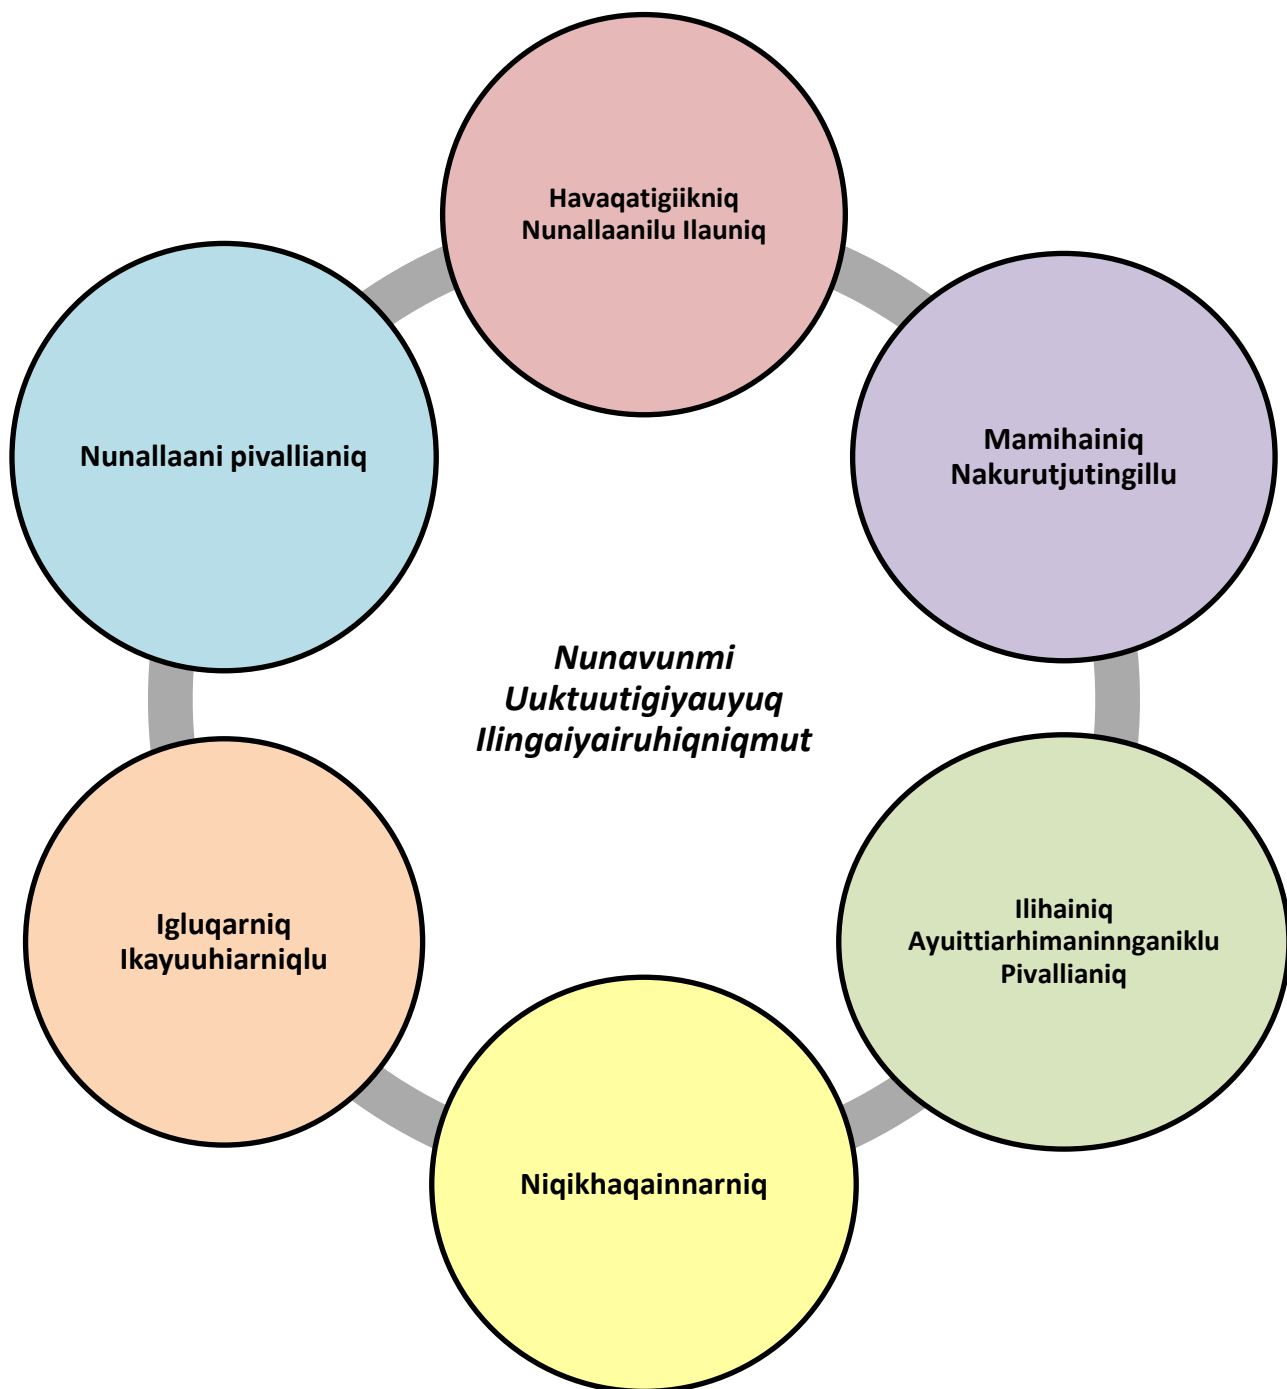 Havaqatigiikniq
Nunallaanilu Ilauniq
Mamihainiq
Nakurutjutingillu
Nunallaani pivallianiq
Nunavunmi
Uuktuutigiyauyuq
Ilingaiyairuhiqniqmut
Ilihainiq
Ayuittiarhimaninnganiklu
Pivallianiq
Igluqarniq
Ikayuuhiarniqlu
Niqikhaqainnarniq